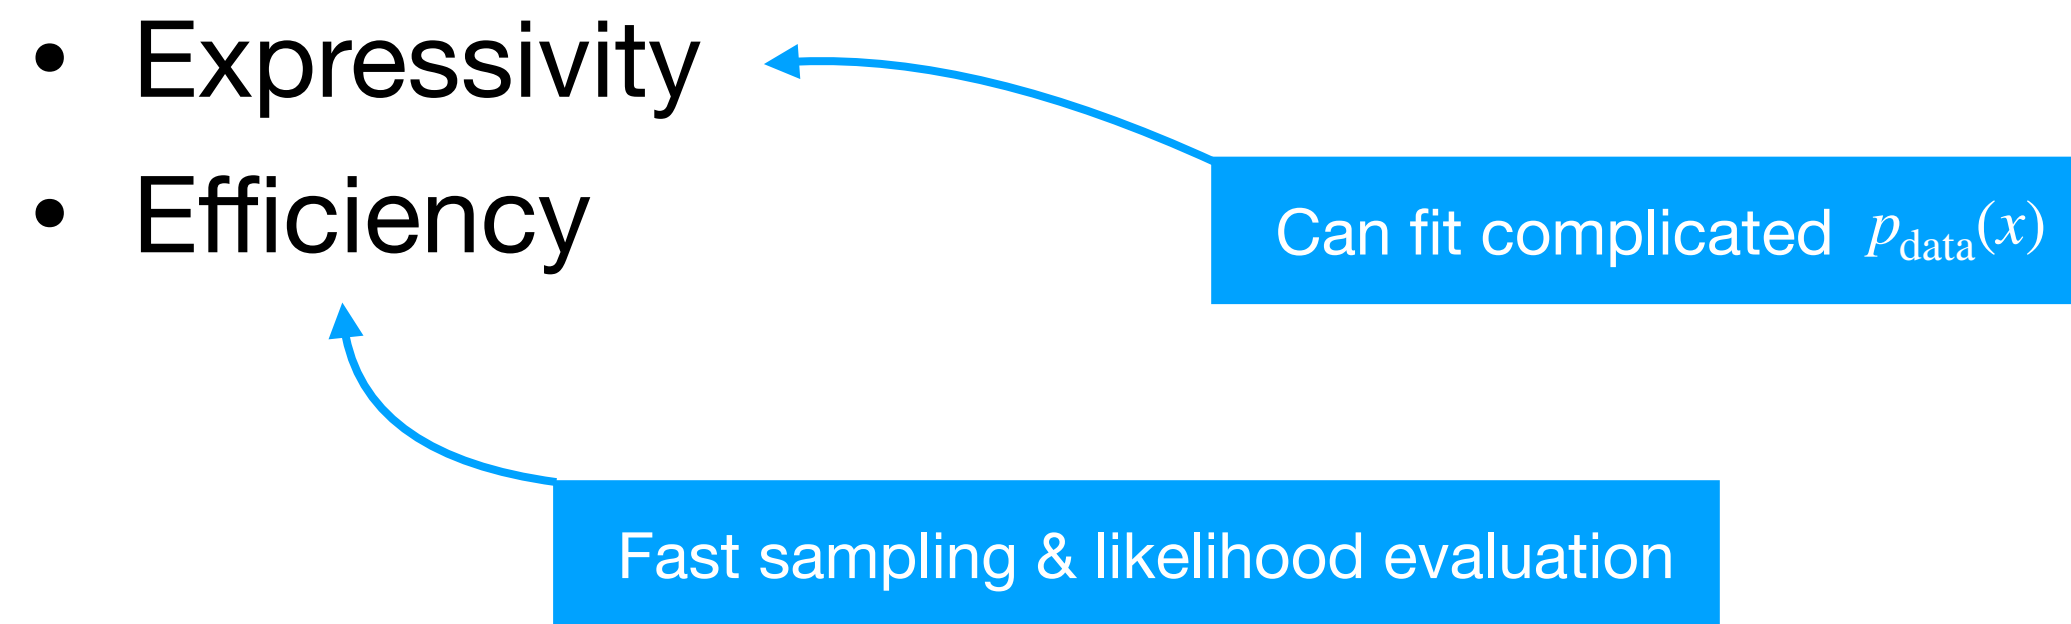 • Expressivity
• Efficiency
Can fit complicated p_data(x)
Fast sampling & likelihood evaluation